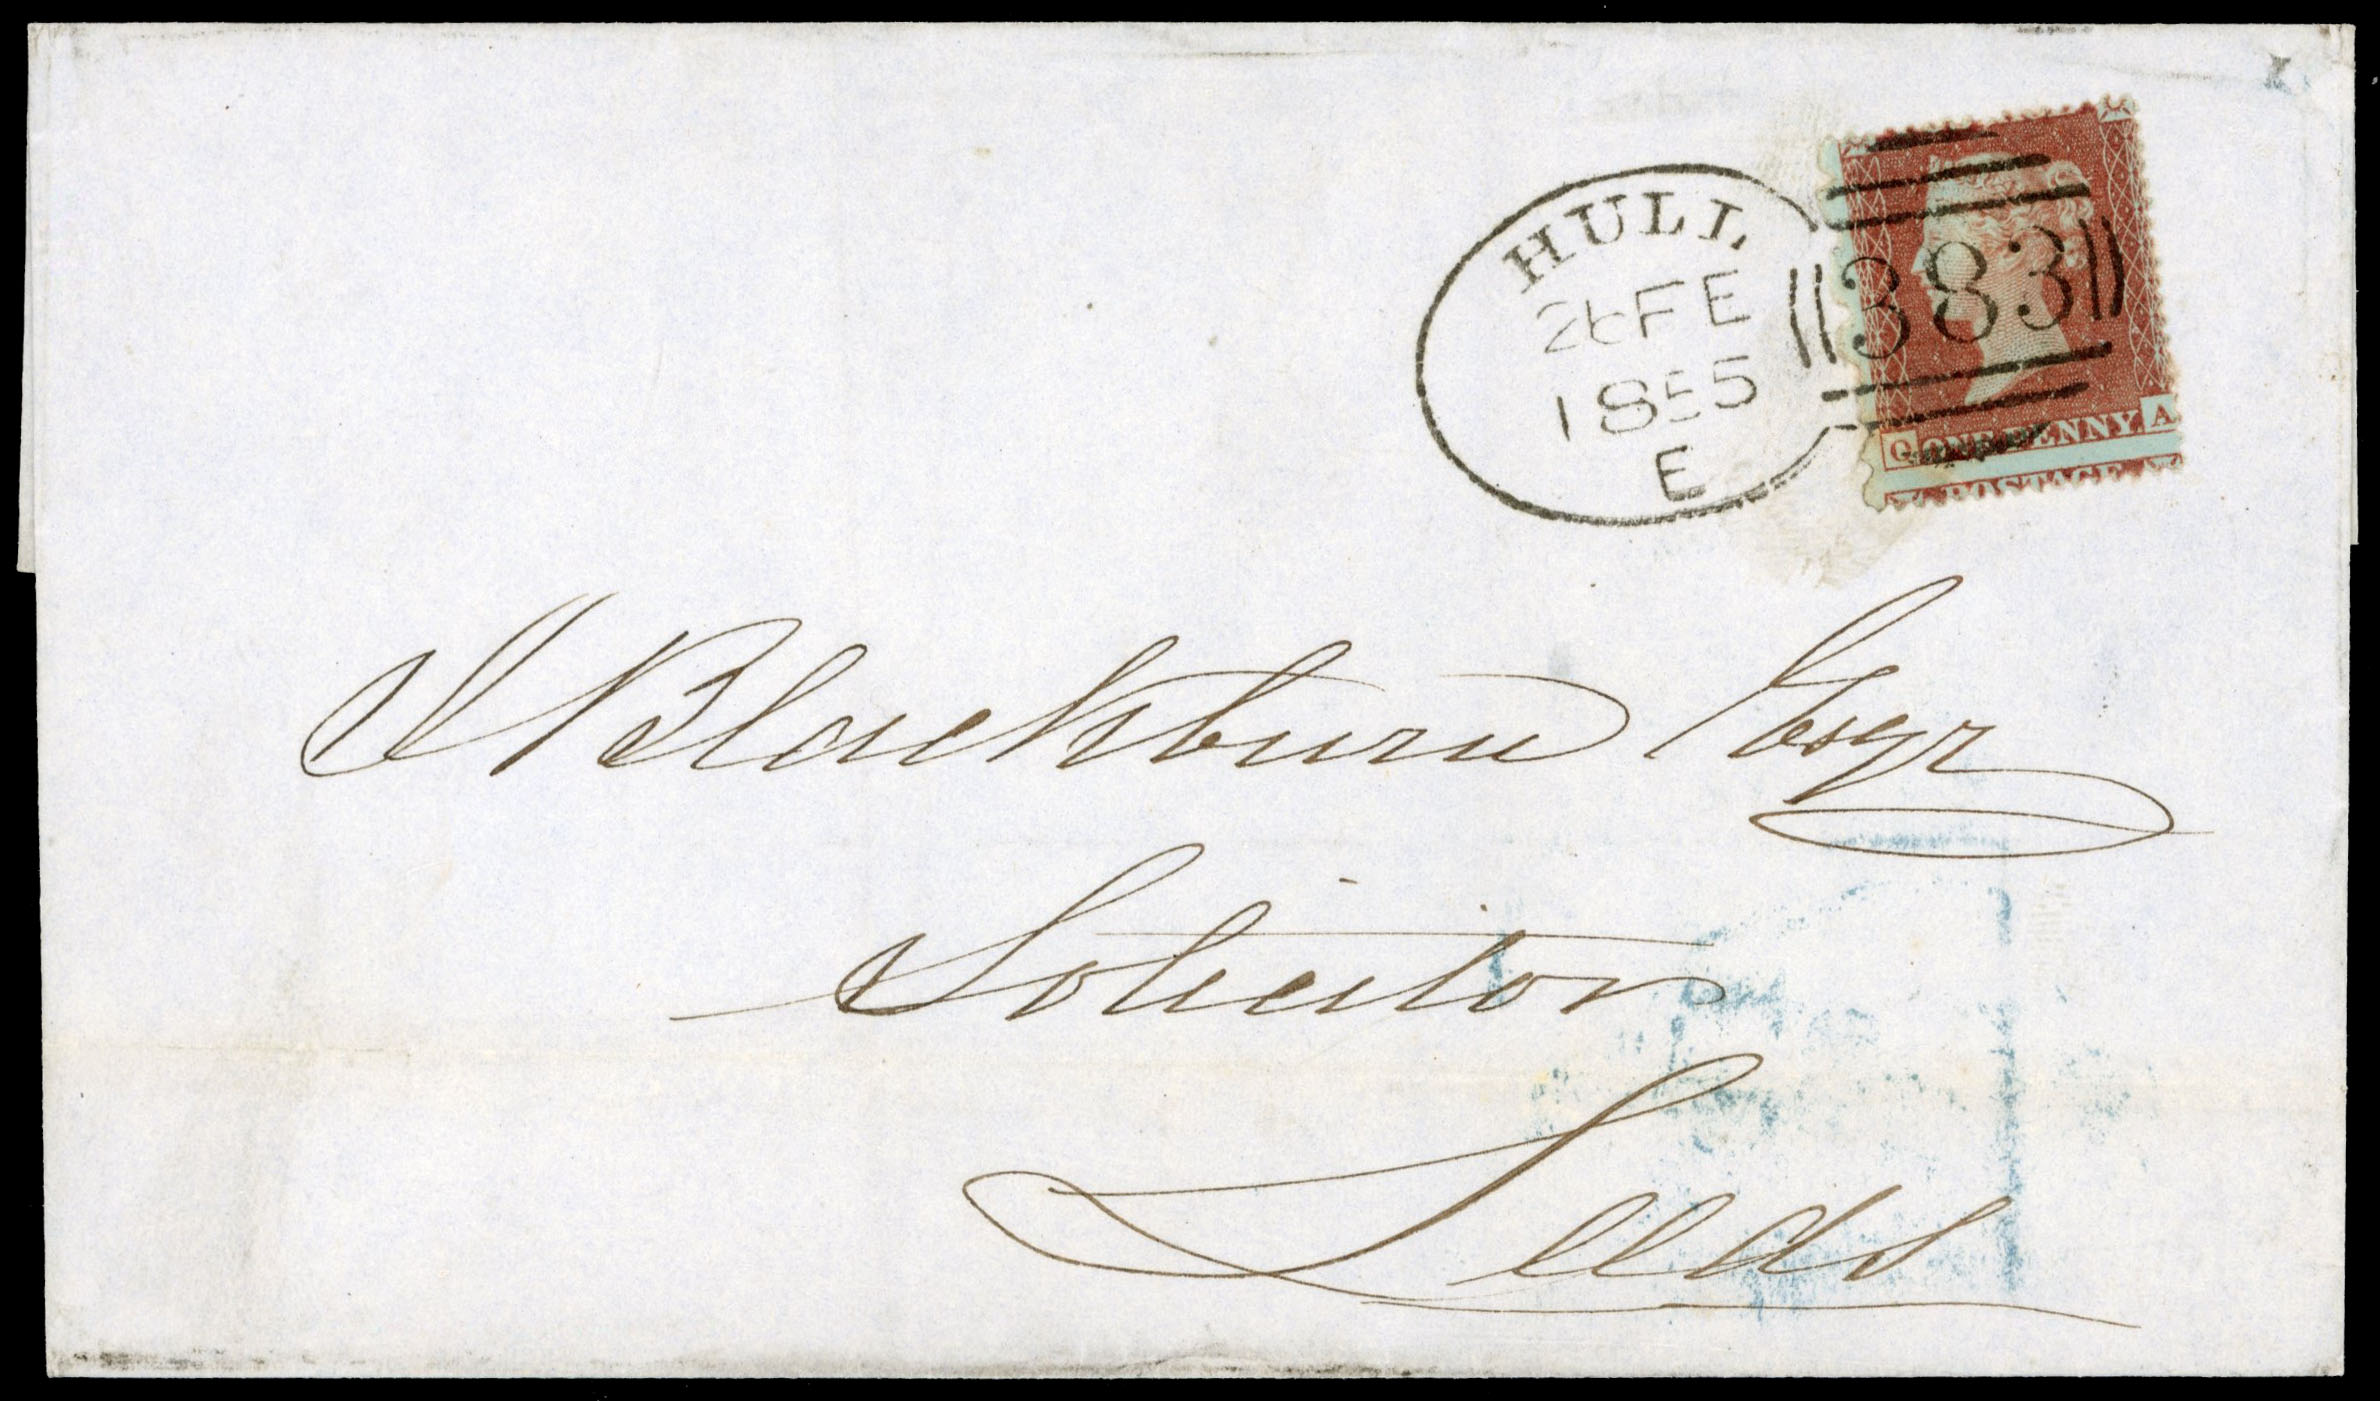 HULL
26 FE
1855
E
383
ONE PENNY A
POSTAGE
Blackburn Esqr
Solicitor
Leeds